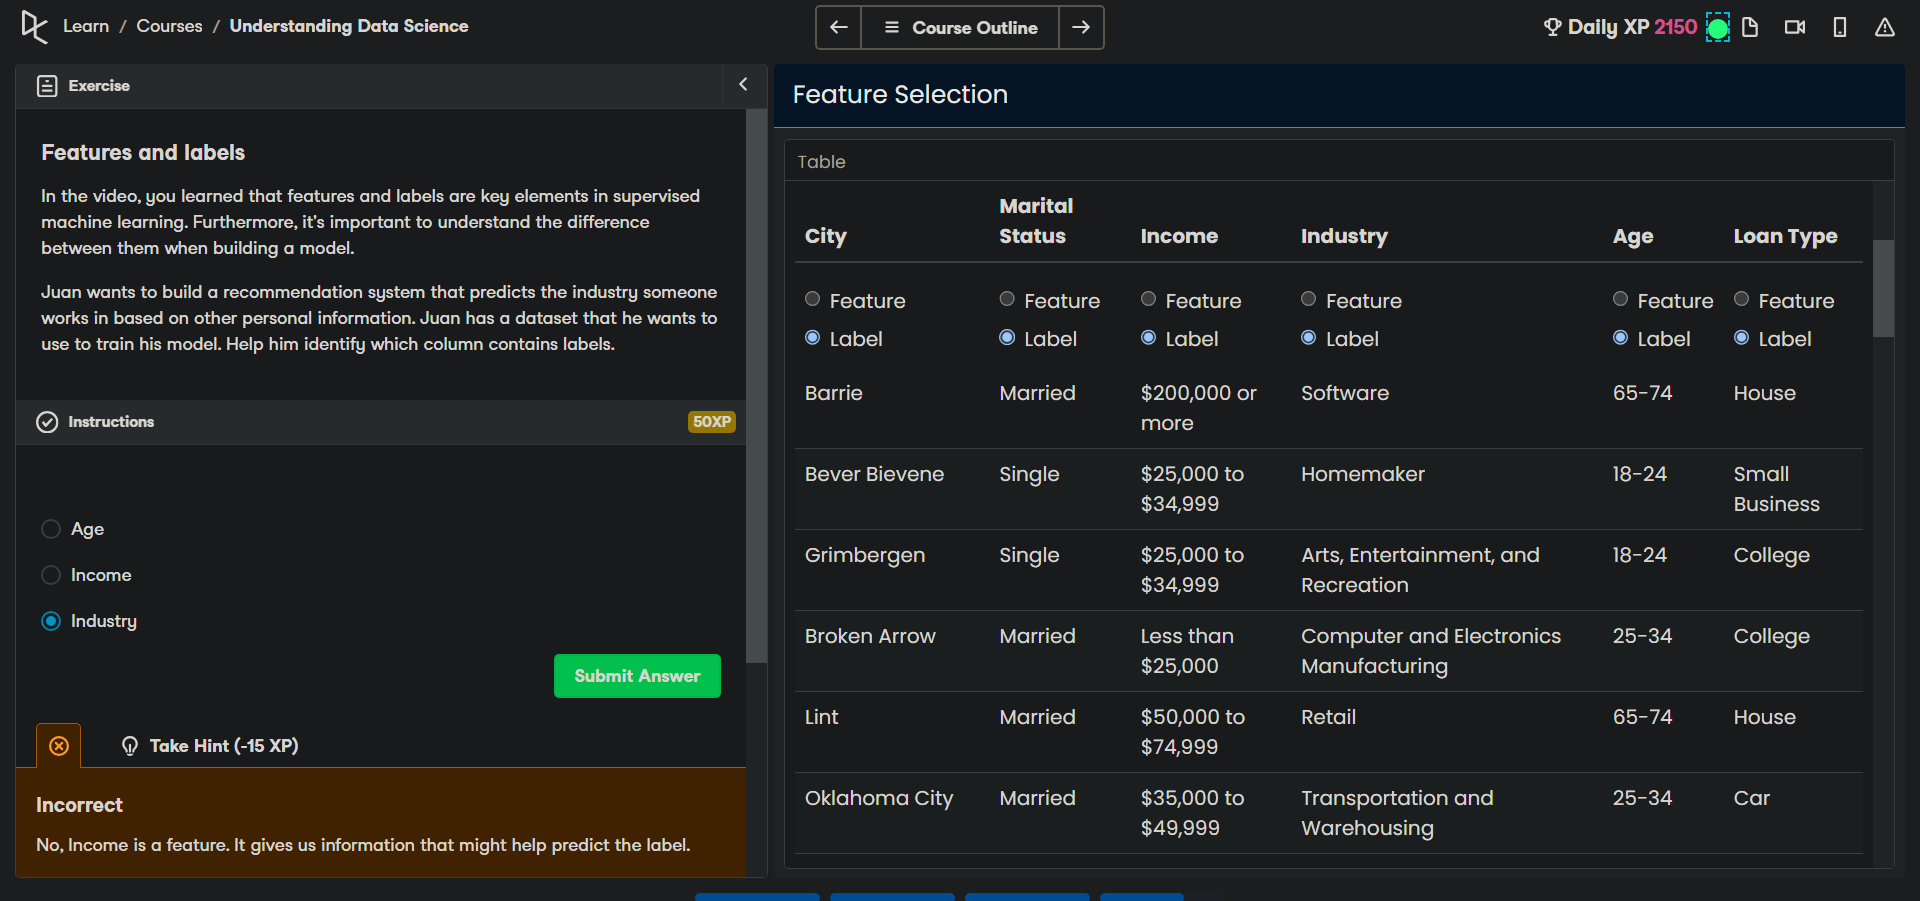 Learn / Courses / Understanding Data Science
Course Outline
Daily XP 2150
Exercise
Features and labels
In the video, you learned that features and labels are key elements in supervised
machine learning. Furthermore, it's important to understand the difference
between them when building a model.
Juan wants to build a recommendation system that predicts the industry someone
works in based on other personal information. Juan has a dataset that he wants to
use to train his model. Help him identify which column contains labels.
Instructions
50XP
Age
Income
Industry
Submit Answer
Take Hint (-15 XP)
Incorrect
No, Income is a feature. It gives us information that might help predict the label.
Feature Selection
Table
City Marital Status Income Industry Age Loan Type
Feature Feature Feature Feature Feature Feature
Label Label Label Label Label Label
Barrie Married $200,000 or Software 65-74 House
more
Bever Bievene Single $25,000 to Homemaker 18-24 Small
$34,999 Business
Grimbergen Single $25,000 to Arts, Entertainment, and 18-24 College
$34,999 Recreation
Broken Arrow Married Less than Computer and Electronics 25-34 College
$25,000 Manufacturing
Lint Married $50,000 to Retail 65-74 House
$74,999
Oklahoma City Married $35,000 to Transportation and 25-34 Car
$49,999 Warehousing